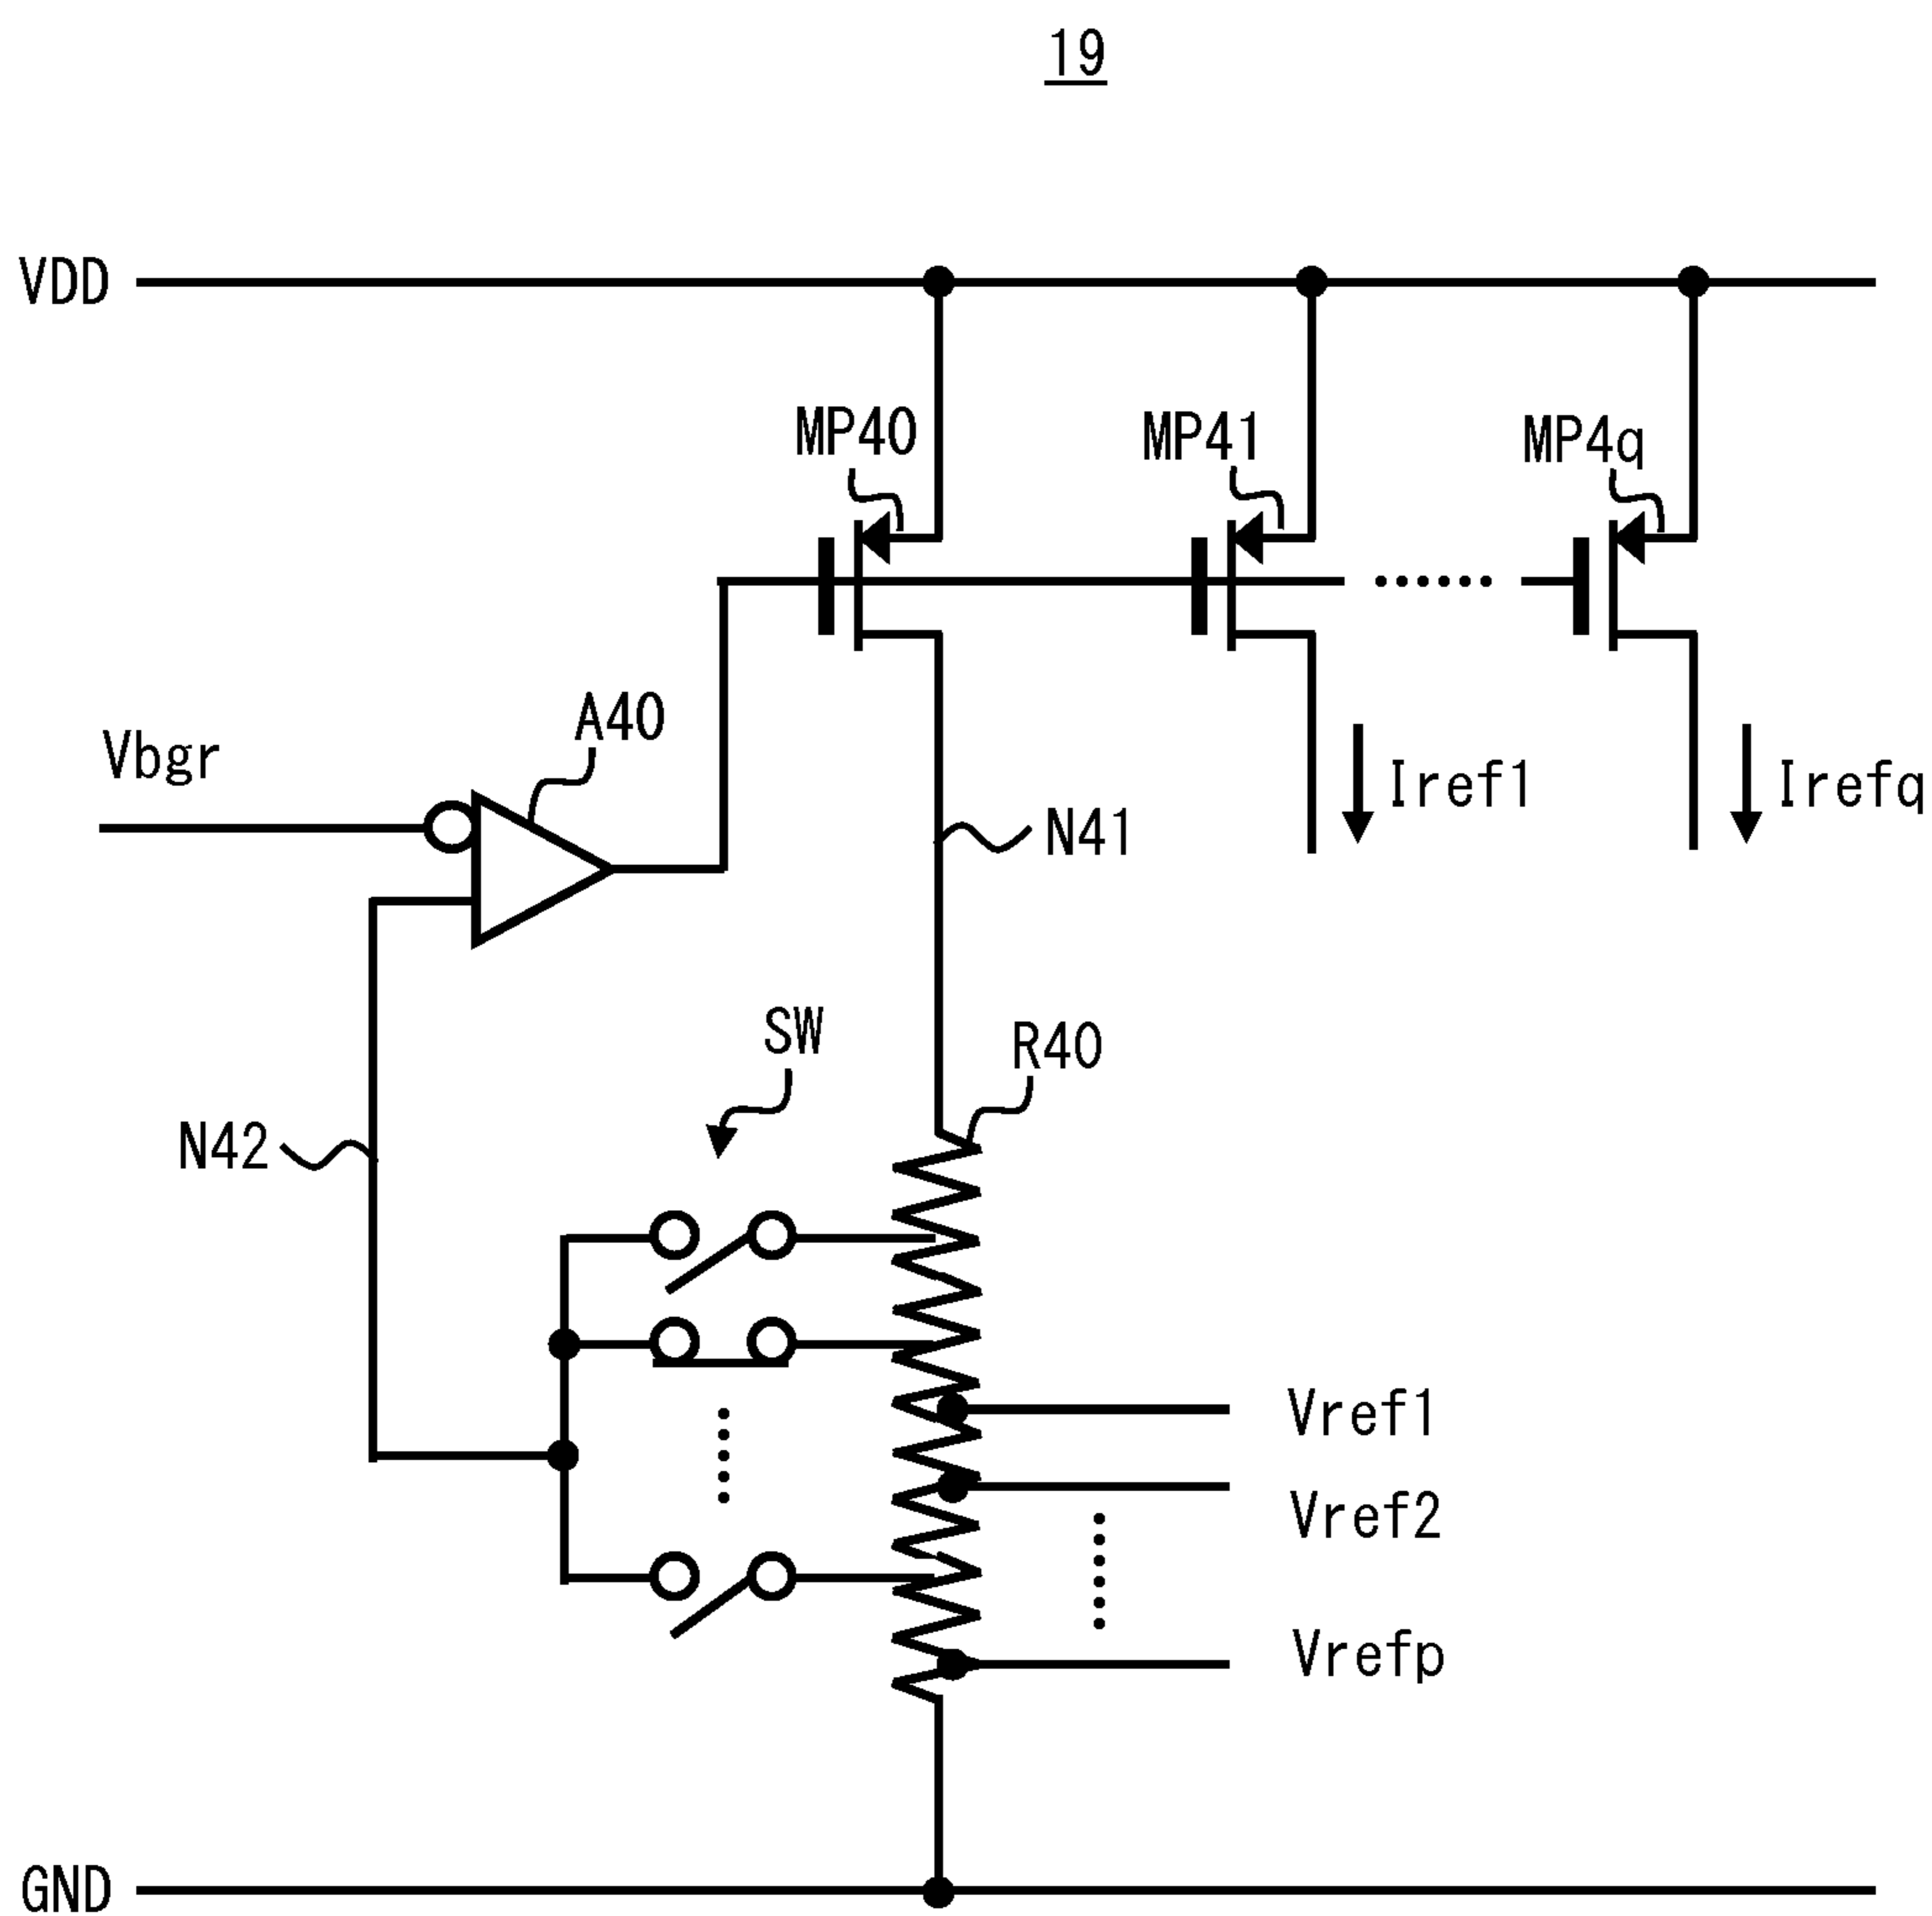 19
VDD
MP40
MP41
MP4q
A40
Vbgr
Iref1
Irefq
N41
SW
R40
N42
Vref1
Vref2
Vrefp
GND